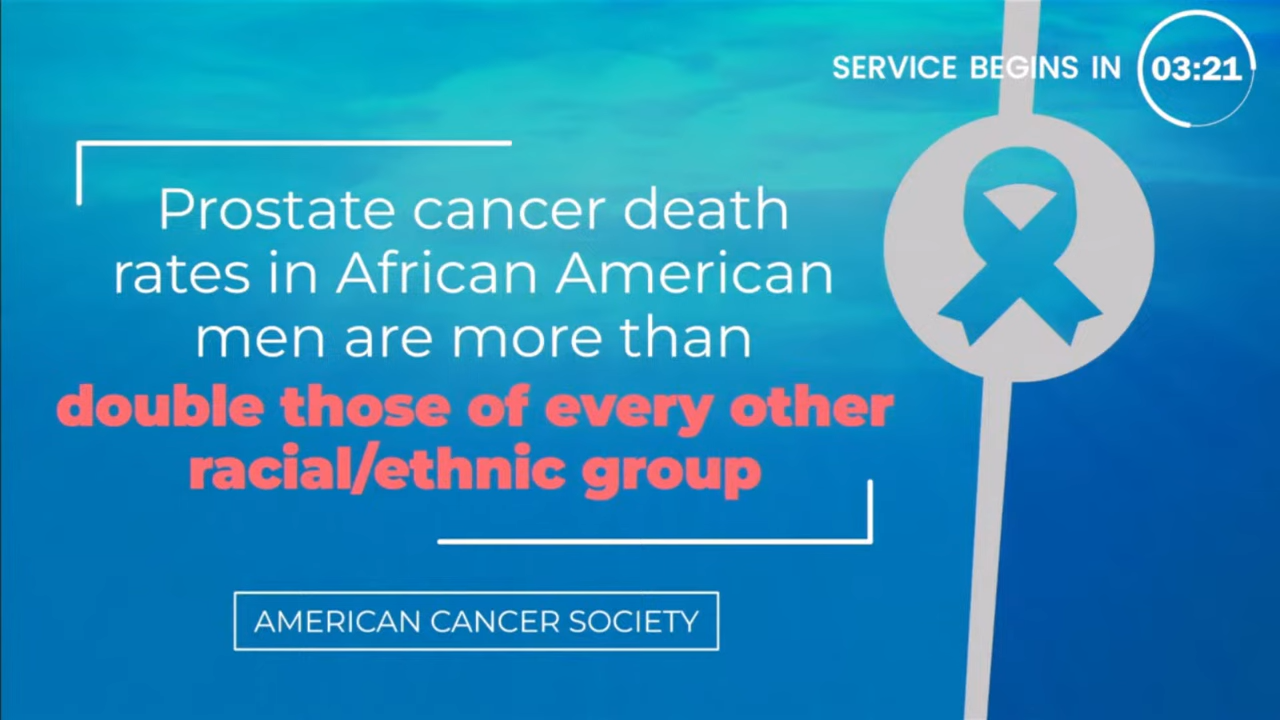 SERVICE BEGINS IN 03:21
Prostate cancer death
rates in African American
men are more than
double those of every other
racial/ethnic group
AMERICAN CANCER SOCIETY